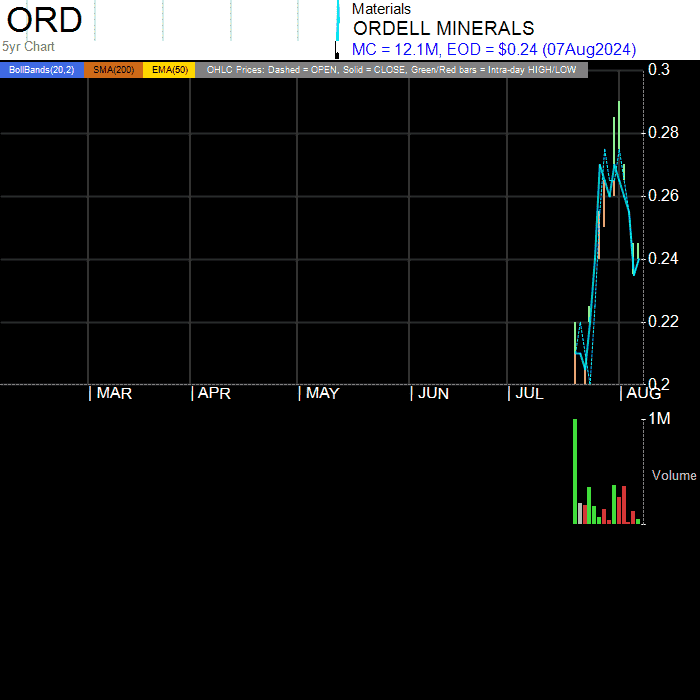 ORD
5yr Chart
Materials
ORDELL MINERALS
MC = 12.1M, EOD = $0.24 (07Aug2024)
BollBands(20,2) SMA(200) EMA(50) OHLC Prices: Dashed = OPEN, Solid = CLOSE, Green/Red bars = Intra-day HIGH/LOW
0.3
0.28
0.26
0.24
0.22
0.2
MAR APR MAY JUN JUL AUG
1M
Volume